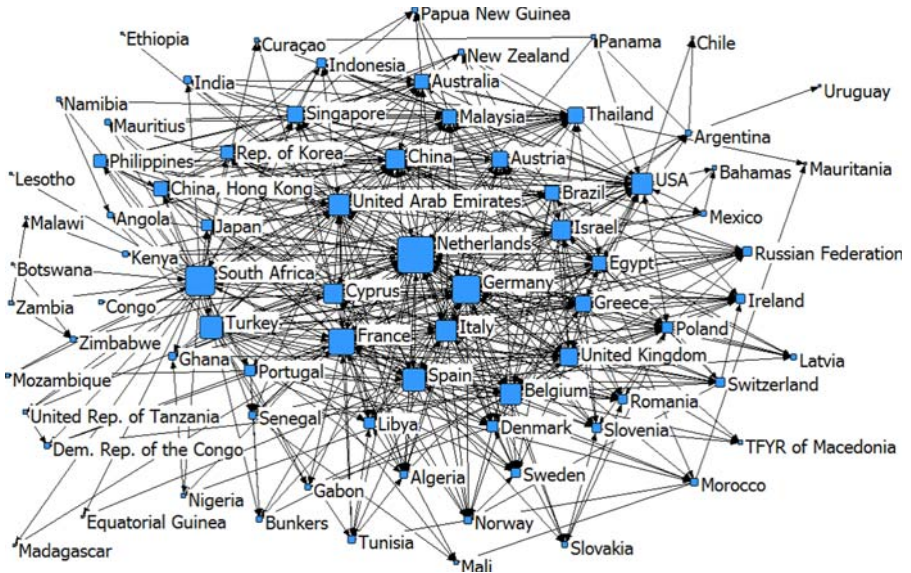 Papua New Guinea
Ethiopia
Curaçao
Panama
Chile
New Zealand
Indonesia
India
Australia
Uruguay
Namibia
Singapore
Malaysia
Thailand
Mauritius
Argentina
Philippines
Rep. of Korea
China
Austria
Mauritania
Lesotho
China, Hong Kong
United Arab Emirates
Brazil
USA
Bahamas
Malawi
Angola
Japan
Israel
Mexico
Kenya
Netherlands
Russian Federation
Botswana
South Africa
Egypt
Zambia
Congo
Cyprus
Germany
Greece
Ireland
Zimbabwe
Turkey
France
Italy
Poland
Ghana
United Kingdom
Latvia
Mozambique
Portugal
Spain
Switzerland
Belgium
Romania
United Rep. of Tanzania
Senegal
Libya
Denmark
Slovenia
Dem. Rep. of the Congo
TFYR of Macedonia
Algeria
Sweden
Morocco
Nigeria
Gabon
Equatorial Guinea
Bunkers
Norway
Madagascar
Tunisia
Mali
Slovakia